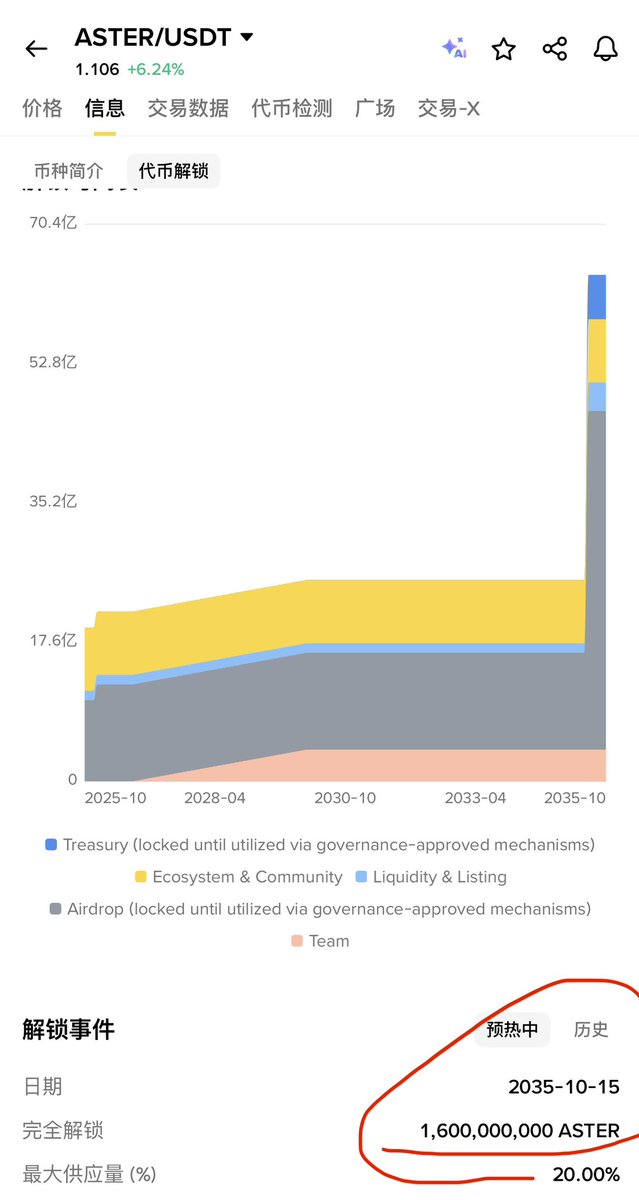 ASTER/USDT
AI
1.106 +6.24%
价格 信息 交易数据 代币检测 广场 交易-X
币种简介 代币解锁
70.4亿
52.8亿
35.2亿
17.6亿
0
2025-10 2028-04 2030-10 2033-04 2035-10
Treasury (locked until utilized via governance-approved mechanisms)
Ecosystem & Community Liquidity & Listing
Airdrop (locked until utilized via governance-approved mechanisms)
Team
解锁事件 预热中 历史
日期 2035-10-15
完全解锁 1,600,000,000 ASTER
最大供应量 (%) 20.00%